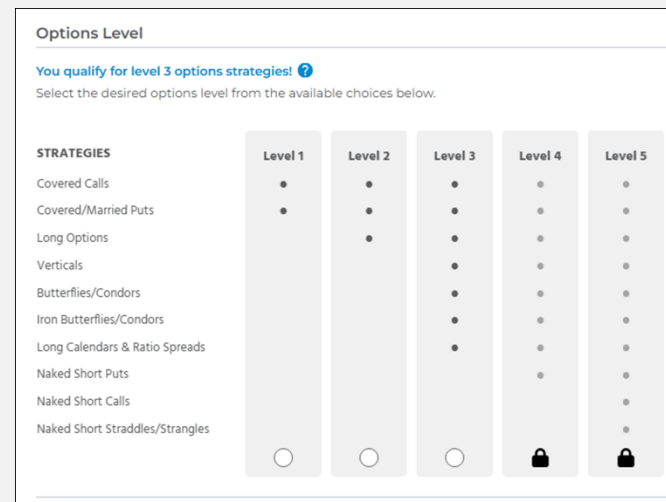 Options Level
You qualify for level 3 options strategies! ?
Select the desired options level from the available choices below.
STRATEGIES Level 1 Level 2 Level 3 Level 4 Level 5
Covered Calls
Covered/Married Puts
Long Options
Verticals
Butterflies/Condors
Iron Butterflies/Condors
Long Calendars & Ratio Spreads
Naked Short Puts
Naked Short Calls
Naked Short Straddles/Strangles